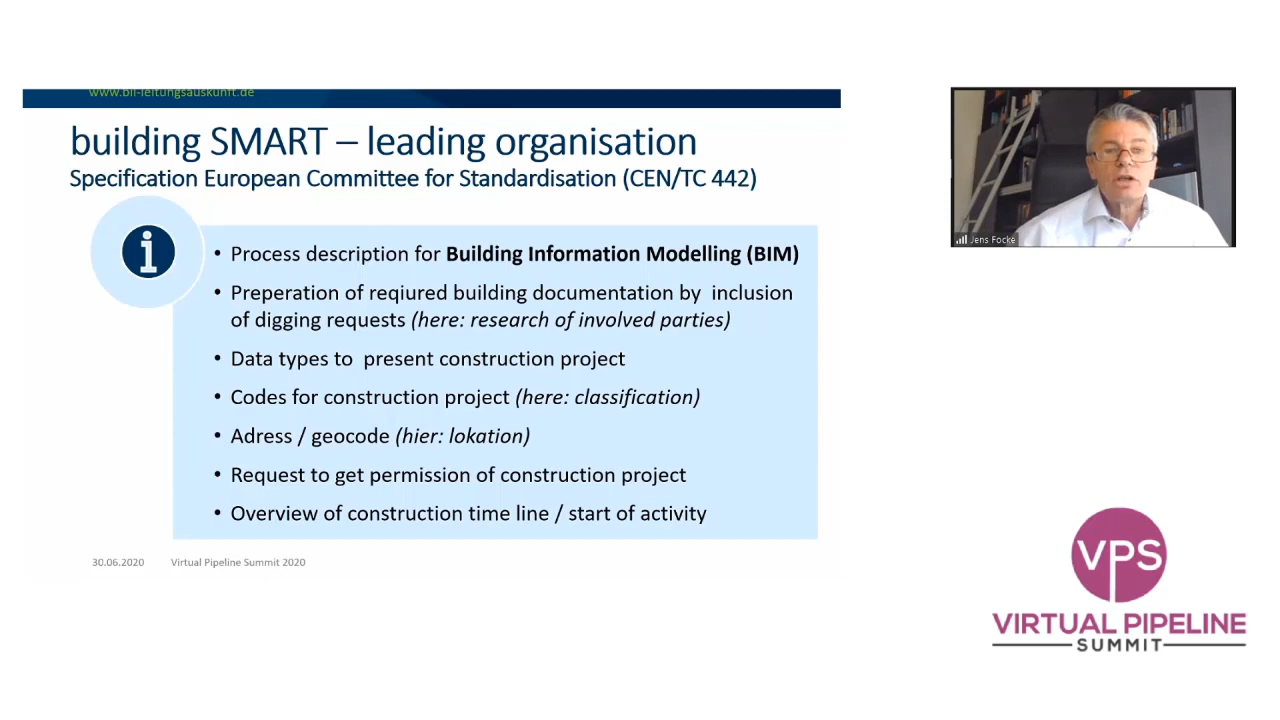 www.bil-leitungsauskunft.de
building SMART – leading organisation
Specification European Committee for Standardisation (CEN/TC 442)
• Process description for Building Information Modelling (BIM)
• Preperation of reqiured building documentation by  inclusion
of digging requests (here: research of involved parties)
• Data types to  present construction project
• Codes for construction project (here: classification)
• Adress / geocode (hier: lokation)
• Request to get permission of construction project
• Overview of construction time line / start of activity
30.06.2020 Virtual Pipeline Summit 2020
Jens Focke
VPS
VIRTUAL PIPELINE
SUMMIT